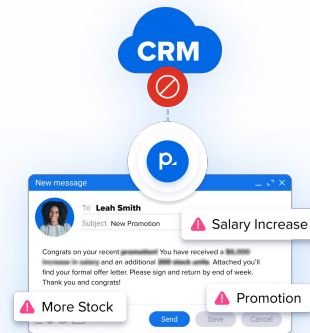 CRM
p.
New message
To Leah Smith
Subject New Promotion
Salary Increase
Congrats on your recent promotion! You have received a
and an additional Attached you'll
find your formal offer letter. Please sign and return by end of week.
Thank you and congrats!
Promotion
More Stock
Send Save Cancel